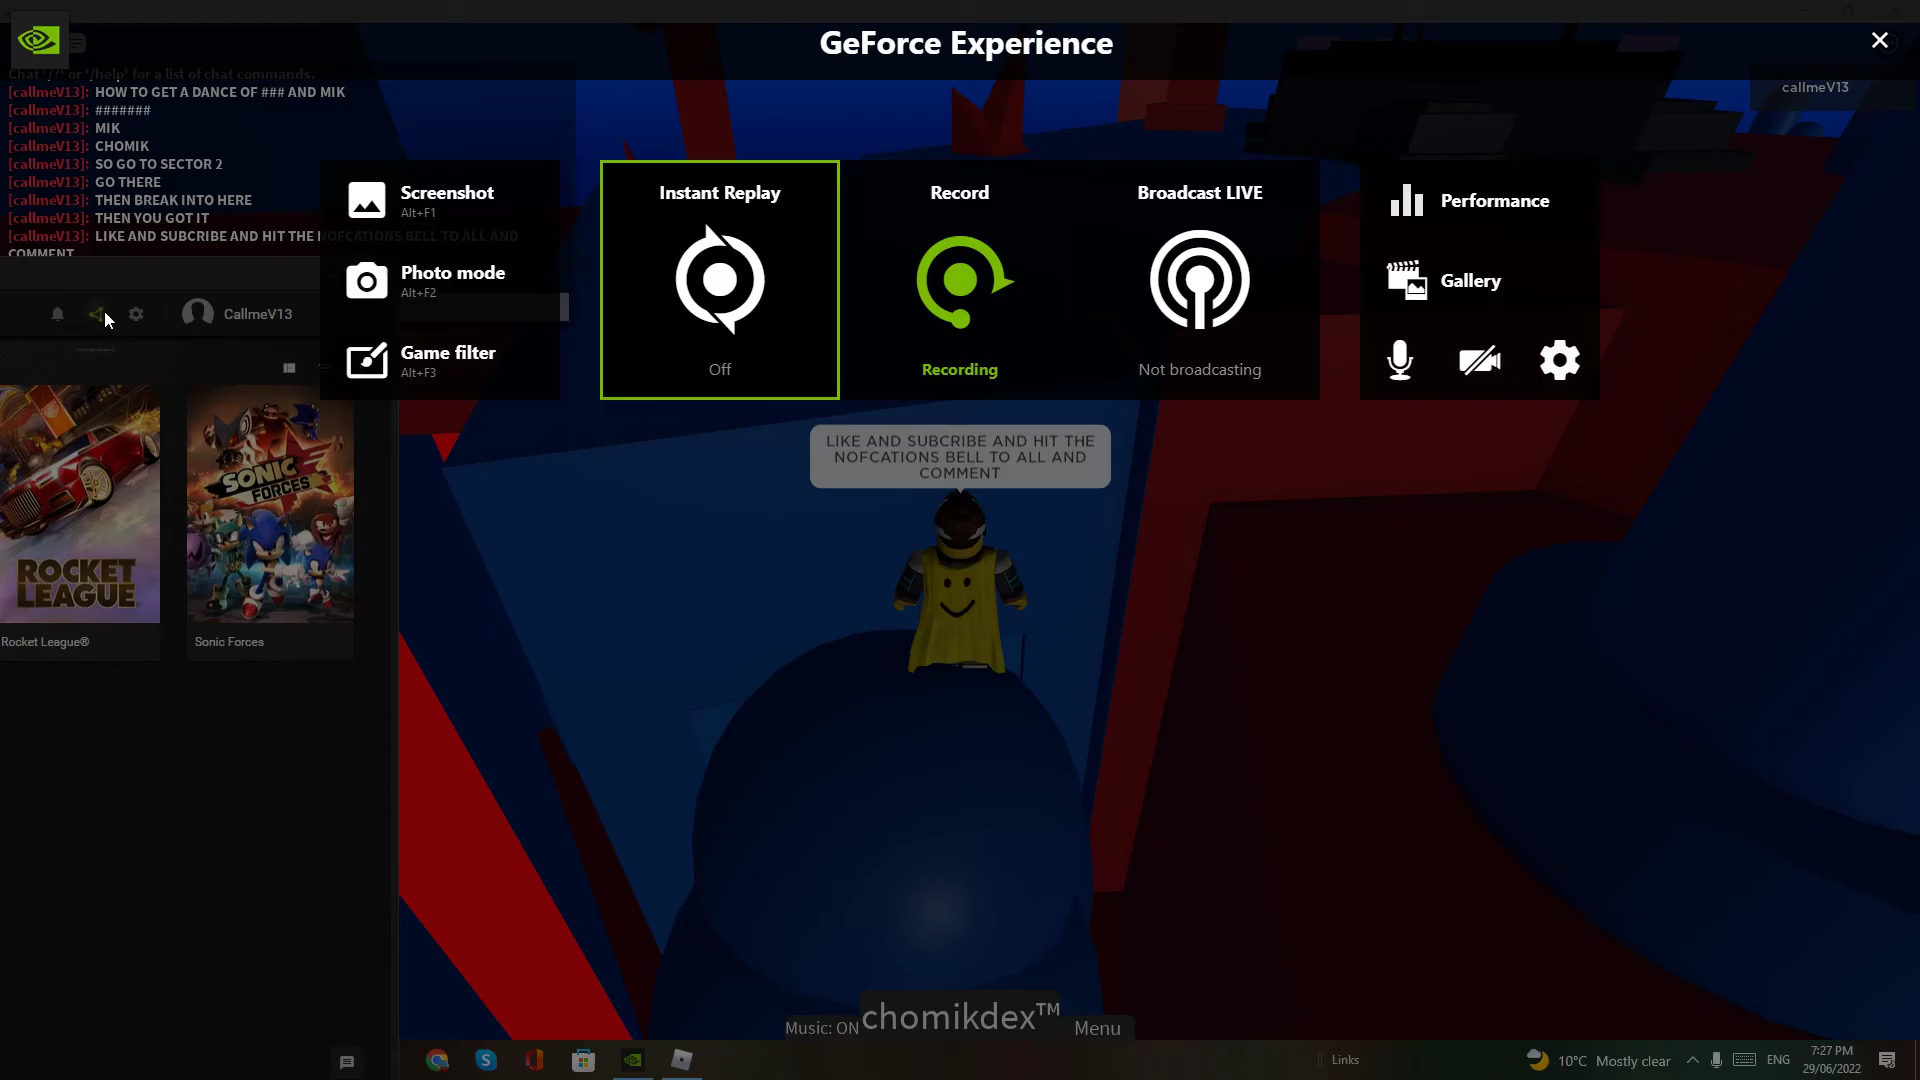 GeForce Experience
Chat '/?' or '/help' for a list of chat commands.
[callmeV13]: HOW TO GET A DANCE OF ### AND MIK
[callmeV13]: #######
[callmeV13]: MIK
[callmeV13]: CHOMIK
[callmeV13]: SO GO TO SECTOR 2
[callmeV13]: GO THERE
[callmeV13]: THEN BREAK INTO HERE
[callmeV13]: THEN YOU GOT IT
[callmeV13]: LIKE AND SUBCRIBE AND HIT THE NOFCATIONS BELL TO ALL AND
COMMENT
callmeV13
Screenshot
Alt+F1
Photo mode
Alt+F2
Game filter
Alt+F3
Instant Replay
Off
Record
Recording
Broadcast LIVE
Not broadcasting
Performance
Gallery
CallmeV13
ROCKET
LEAGUE
Rocket League®
SONIC
FORCES
Sonic Forces
LIKE AND SUBCRIBE AND HIT THE
NOFCATIONS BELL TO ALL AND
COMMENT
Music: ON
chomikdex™
Menu
Links
10°C Mostly clear
ENG
7:27 PM
29/06/2022